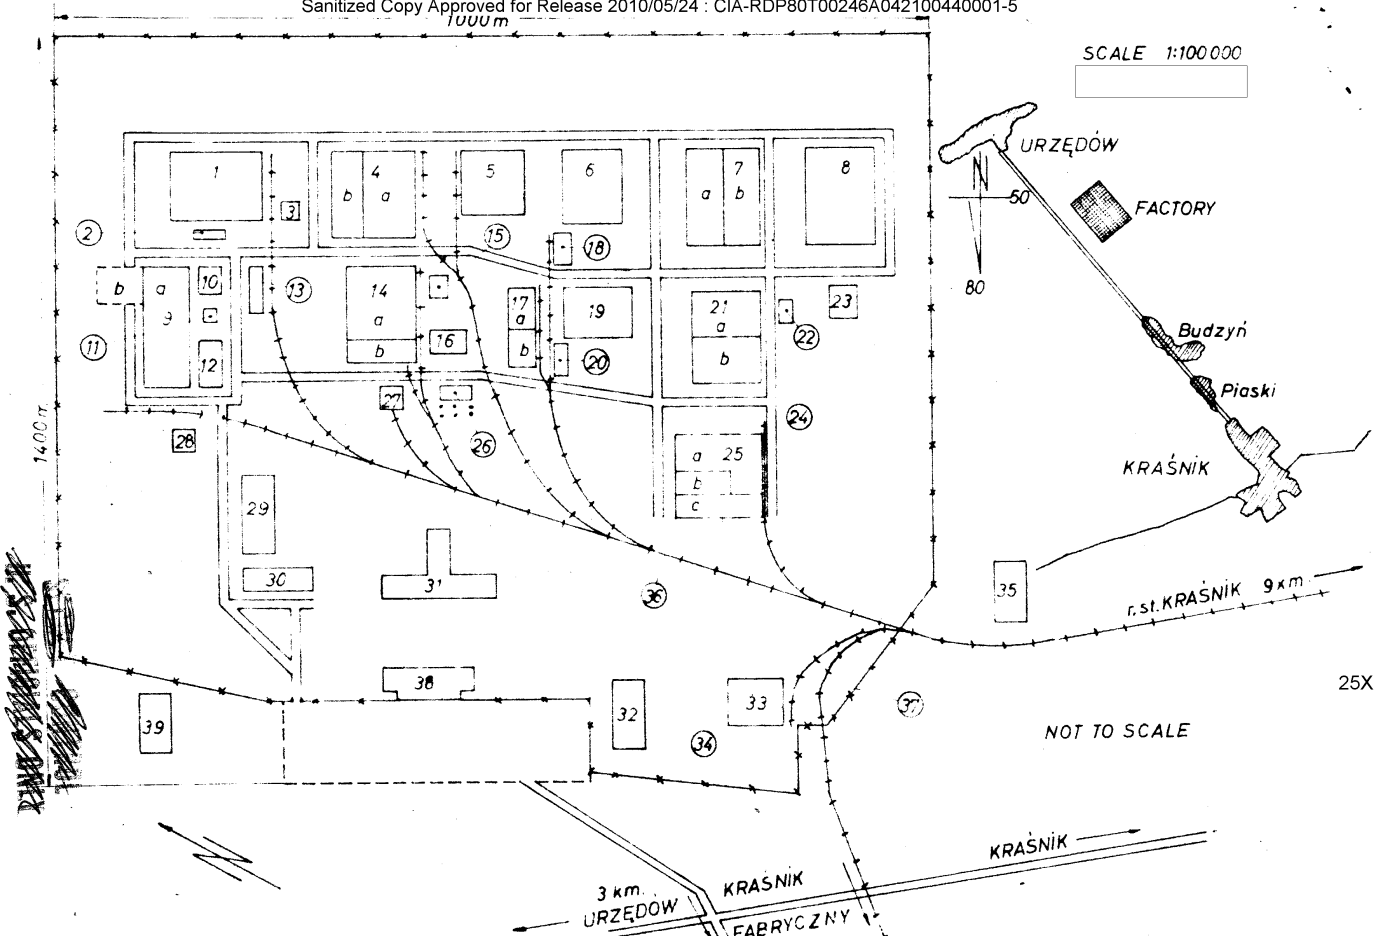 Sanitized Copy Approved for Release 2010/05/24 : CIA-RDP80T00246A042100440001-5
1000 m
SCALE 1:100 000
URZĘDÓW
N
50
FACTORY
80
Budzyń
Piaski
KRAŚNIK
1
2
3
4
b a
5
6
7
a b
8
15
18
b
a
9
10
11
12
13
14
a
b
16
17
a
b
19
20
21
a
b
22
23
24
1400 m
27
26
28
a 25
b
c
29
30
31
36
35
r.st. KRAŚNIK 9 km.
38
39
32
33
34
37
25X
NOT TO SCALE
N
KRAŚNIK
3 km.
URZĘDÓW
KRAŚNIK
FABRYCZNY